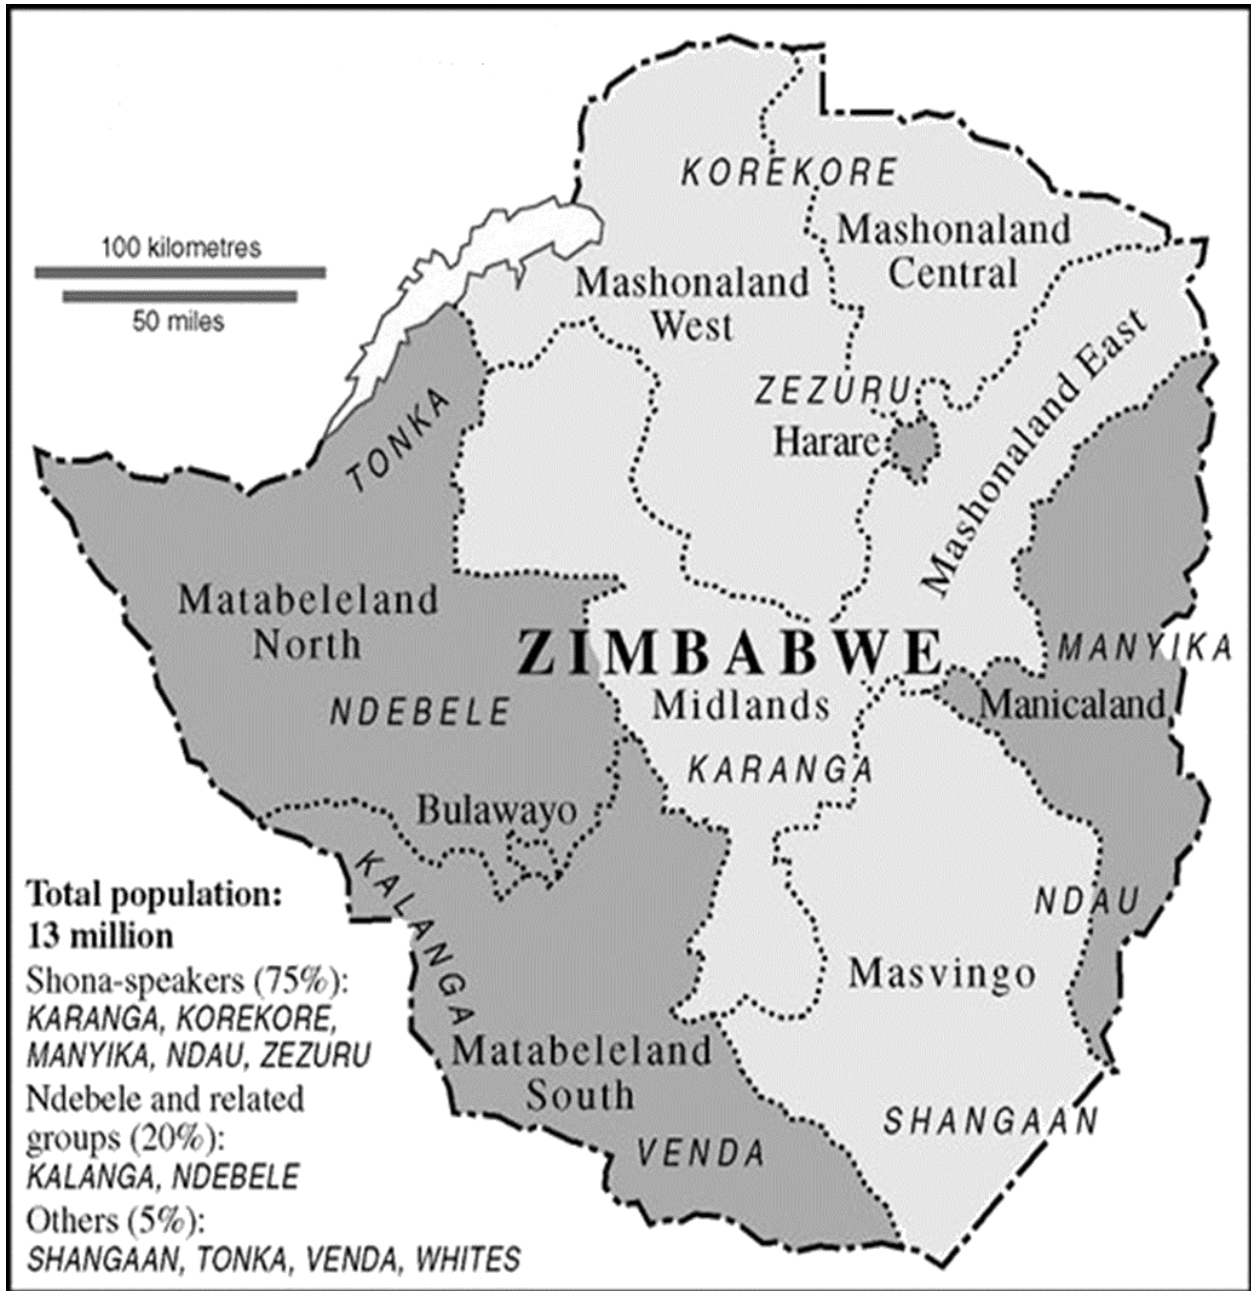 KOREKORE
Mashonaland
Central
100 kilometres
50 miles
Mashonaland
West
Mashonaland East
ZEZURU
TONKA
Harare
Matabeleland
North
ZIMBABWE
MANYIKA
NDEBELE
Midlands
Manicaland
KARANGA
Bulawayo
KALANGA
NDAU
Masvingo
Matabeleland
South
SHANGAAN
VENDA
Total population:
13 million
Shona-speakers (75%):
KARANGA, KOREKORE,
MANYIKA, NDAU, ZEZURU
Ndebele and related
groups (20%):
KALANGA, NDEBELE
Others (5%):
SHANGAAN, TONKA, VENDA, WHITES